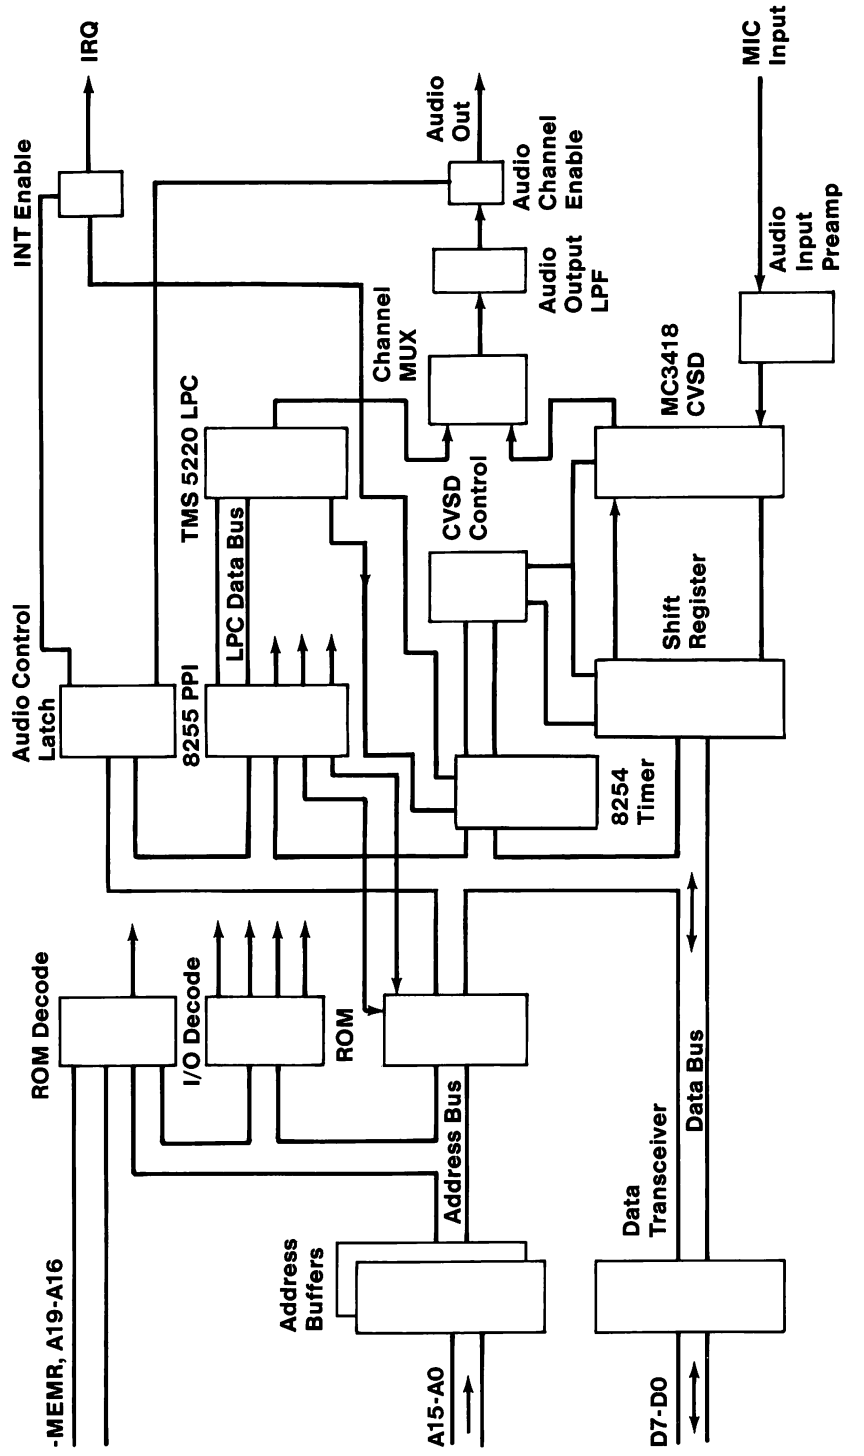 -MEMR, A19-A16
ROM Decode
Audio Control
Latch
INT Enable
IRQ
I/O Decode
8255 PPI
LPC Data Bus
TMS 5220 LPC
Address
Buffers
ROM
Channel
MUX
A15-A0
Address Bus
CVSD
Control
Audio
Output
LPF
Audio
Channel
Enable
Audio
Out
8254
Timer
Data
Transceiver
Shift
Register
MC3418
CVSD
D7-D0
Data Bus
Audio
Input
Preamp
MIC
Input